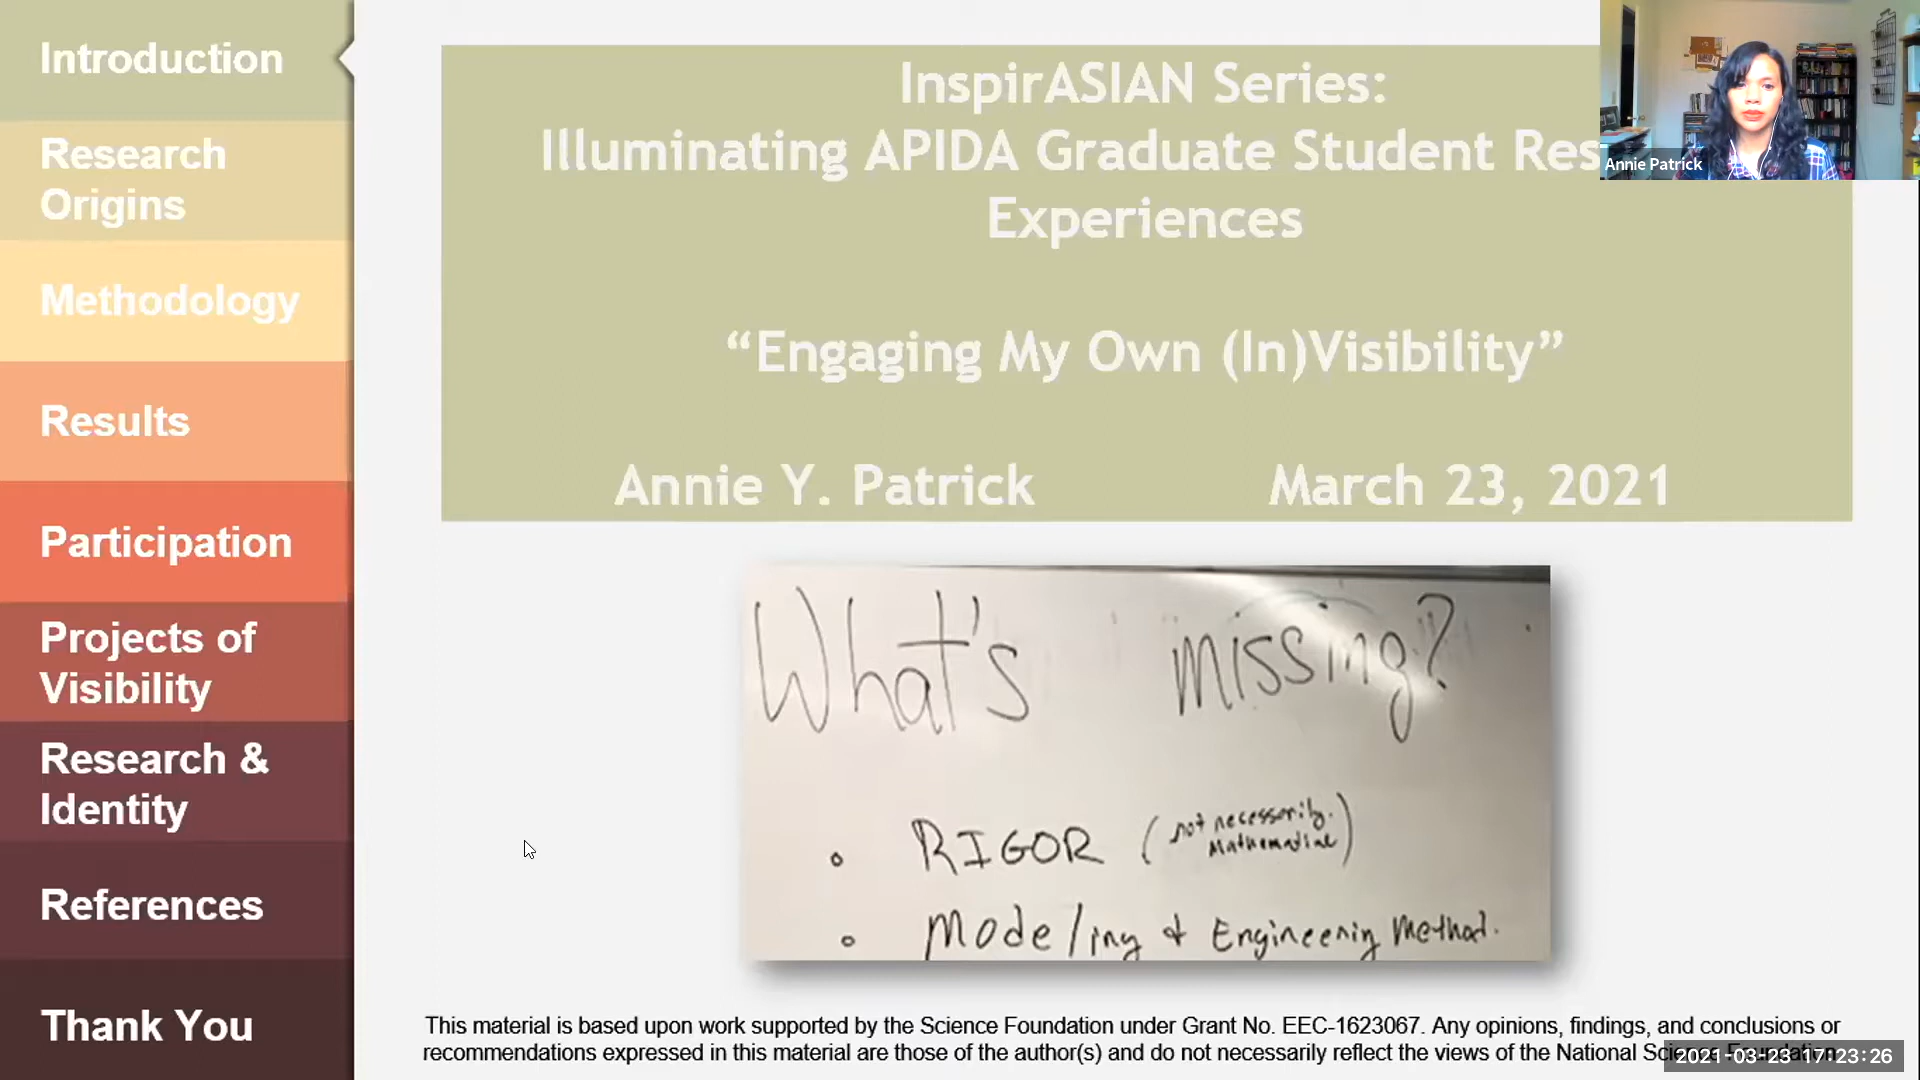 Introduction
Research
Origins
Methodology
Results
Participation
Projects of
Visibility
Research &
Identity
References
Thank You
InspirASIAN Series:
Illuminating APIDA Graduate Student Res
Experiences
“Engaging My Own (In)Visibility”
Annie Y. Patrick March 23, 2021
Annie Patrick
What's missing?
RIGOR (not necessarily.
Mathematical)
Modeling & Engineering Method.
This material is based upon work supported by the Science Foundation under Grant No. EEC-1623067. Any opinions, findings, and conclusions or
recommendations expressed in this material are those of the author(s) and do not necessarily reflect the views of the National Science Foundation.
2021-03-23 17:23:26